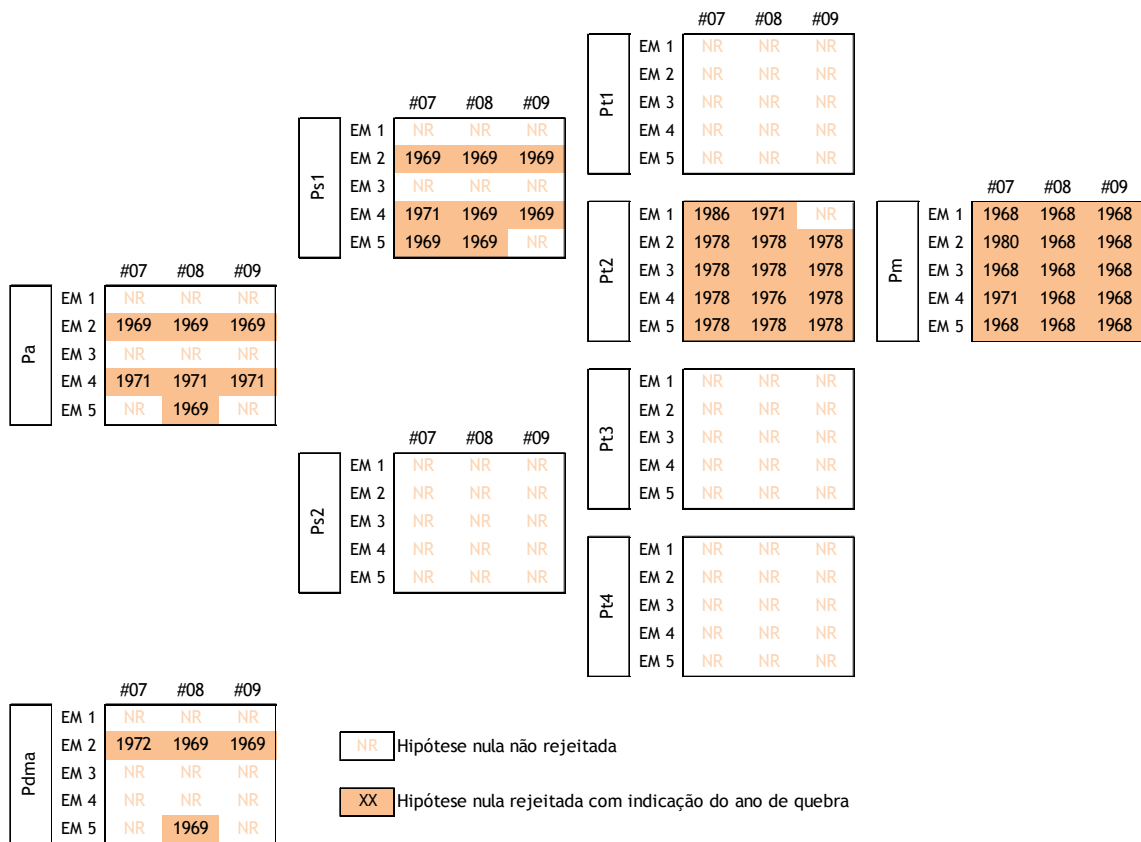 #07 #08 #09
Pt1
EM 1 NR NR NR
EM 2 NR NR NR
EM 3 NR NR NR
EM 4 NR NR NR
EM 5 NR NR NR
#07 #08 #09
Ps1
EM 1 NR NR NR
EM 2 1969 1969 1969
EM 3 NR NR NR
EM 4 1971 1969 1969
EM 5 1969 1969 NR
Pt2
EM 1 1986 1971 NR
EM 2 1978 1978 1978
EM 3 1978 1978 1978
EM 4 1978 1976 1978
EM 5 1978 1978 1978
#07 #08 #09
Pm
EM 1 1968 1968 1968
EM 2 1980 1968 1968
EM 3 1968 1968 1968
EM 4 1971 1968 1968
EM 5 1968 1968 1968
#07 #08 #09
Pa
EM 1 NR NR NR
EM 2 1969 1969 1969
EM 3 NR NR NR
EM 4 1971 1971 1971
EM 5 NR 1969 NR
Pt3
EM 1 NR NR NR
EM 2 NR NR NR
EM 3 NR NR NR
EM 4 NR NR NR
EM 5 NR NR NR
#07 #08 #09
Ps2
EM 1 NR NR NR
EM 2 NR NR NR
EM 3 NR NR NR
EM 4 NR NR NR
EM 5 NR NR NR
Pt4
EM 1 NR NR NR
EM 2 NR NR NR
EM 3 NR NR NR
EM 4 NR NR NR
EM 5 NR NR NR
#07 #08 #09
Pdma
EM 1 NR NR NR
EM 2 1972 1969 1969
EM 3 NR NR NR
EM 4 NR NR NR
EM 5 NR 1969 NR
NR Hipótese nula não rejeitada
XX Hipótese nula rejeitada com indicação do ano de quebra